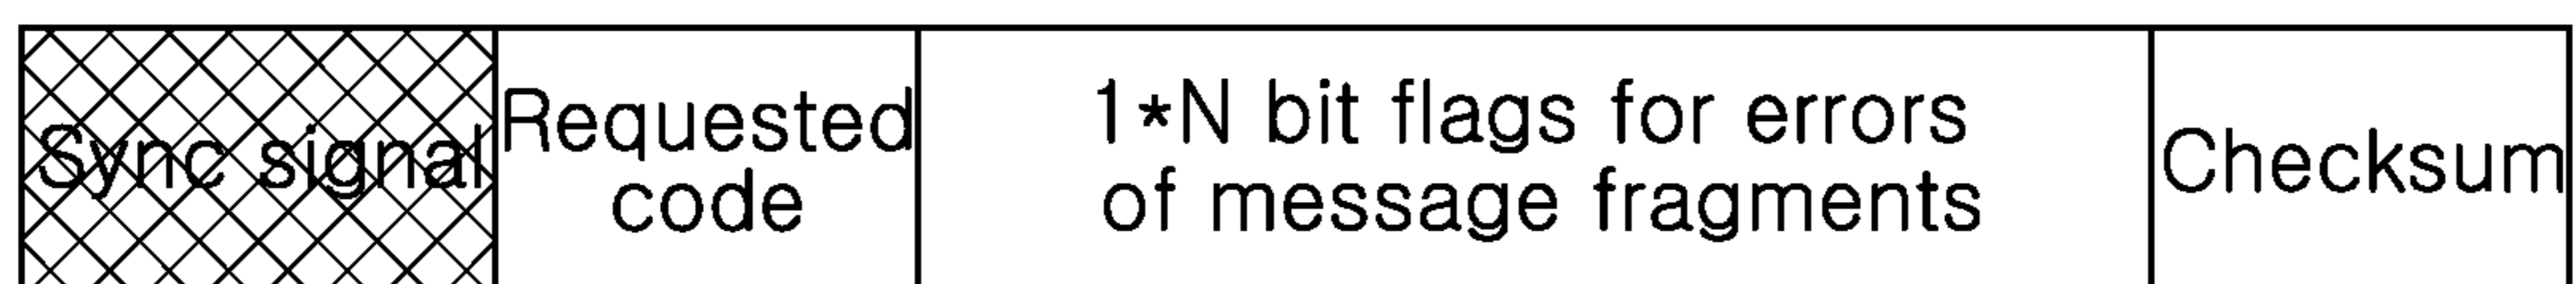 Sync signal
Requested
code
1*N bit flags for errors
of message fragments
Checksum